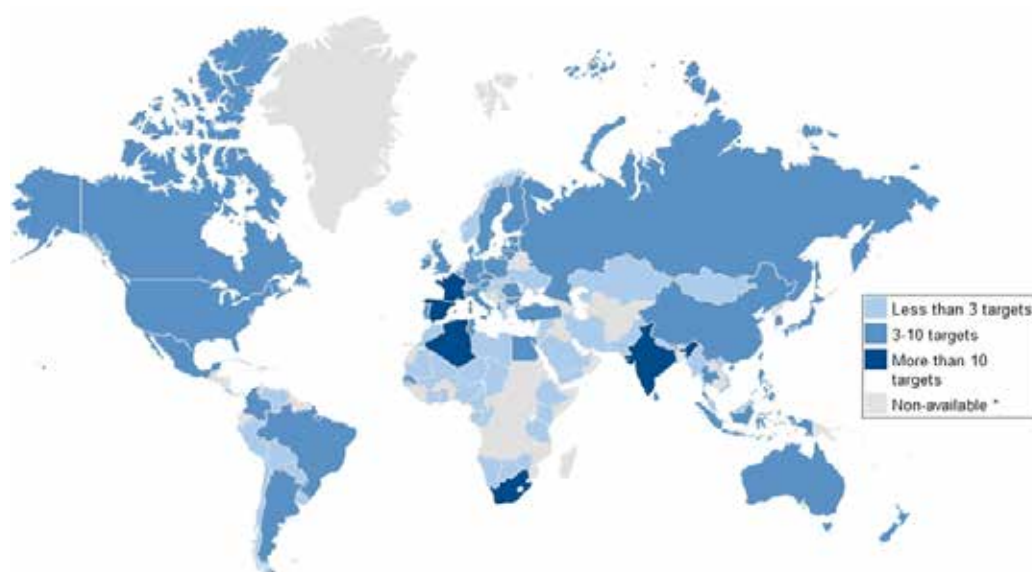 Less than 3 targets
3-10 targets
More than 10
targets
Non-available *